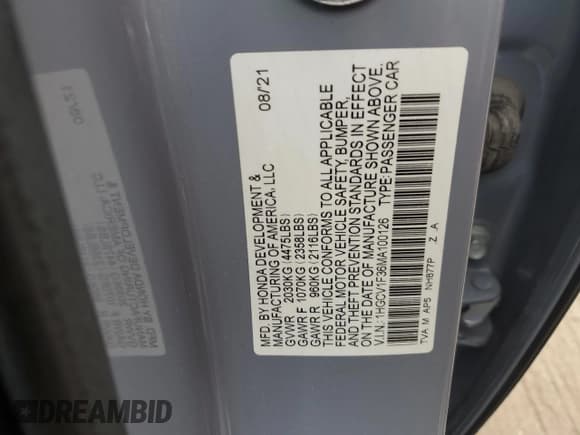 MFD. BY HONDA DEVELOPMENT &
MANUFACTURING OF AMERICA, LLC 08/21
GVWR 2030KG (4475LBS)
GAWR F 1070KG (2358LBS)
GAWR R 960KG (2116LBS)
THIS VEHICLE CONFORMS TO ALL APPLICABLE
FEDERAL MOTOR VEHICLE SAFETY, BUMPER,
AND THEFT PREVENTION STANDARDS IN EFFECT
ON THE DATE OF MANUFACTURE SHOWN ABOVE.
V.I.N.: 1HGCV1F36MA100126 TYPE: PASSENGER CAR
TVA M AP5 NH877P Z A
DREAMBID